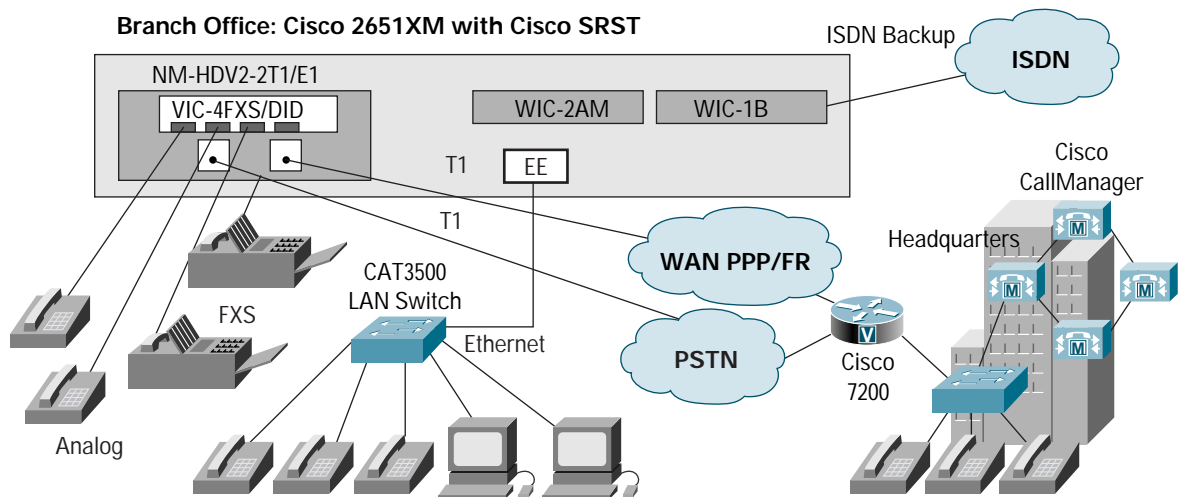 Branch Office: Cisco 2651XM with Cisco SRST
ISDN Backup
ISDN
NM-HDV2-2T1/E1
VIC-4FXS/DID
WIC-2AM
WIC-1B
T1
EE
T1
Cisco
CallManager
M
Headquarters
M
M
M
WAN PPP/FR
CAT3500
LAN Switch
FXS
Ethernet
PSTN
V
Cisco
7200
Analog